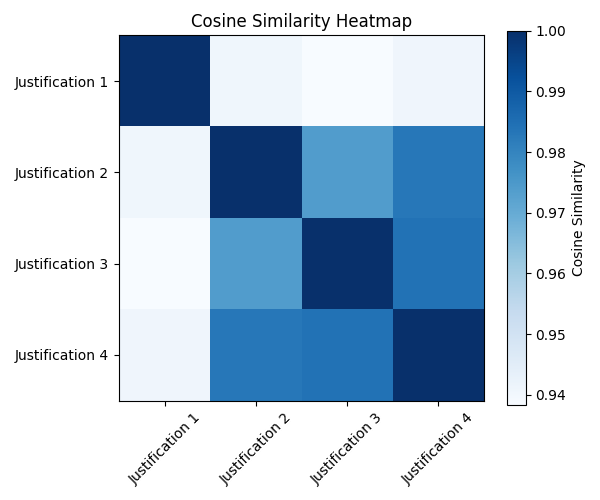 Cosine Similarity Heatmap
Justification 1
Justification 2
Justification 3
Justification 4
Justification 1
Justification 2
Justification 3
Justification 4
1.00
0.99
0.98
0.97
0.96
0.95
0.94
Cosine Similarity